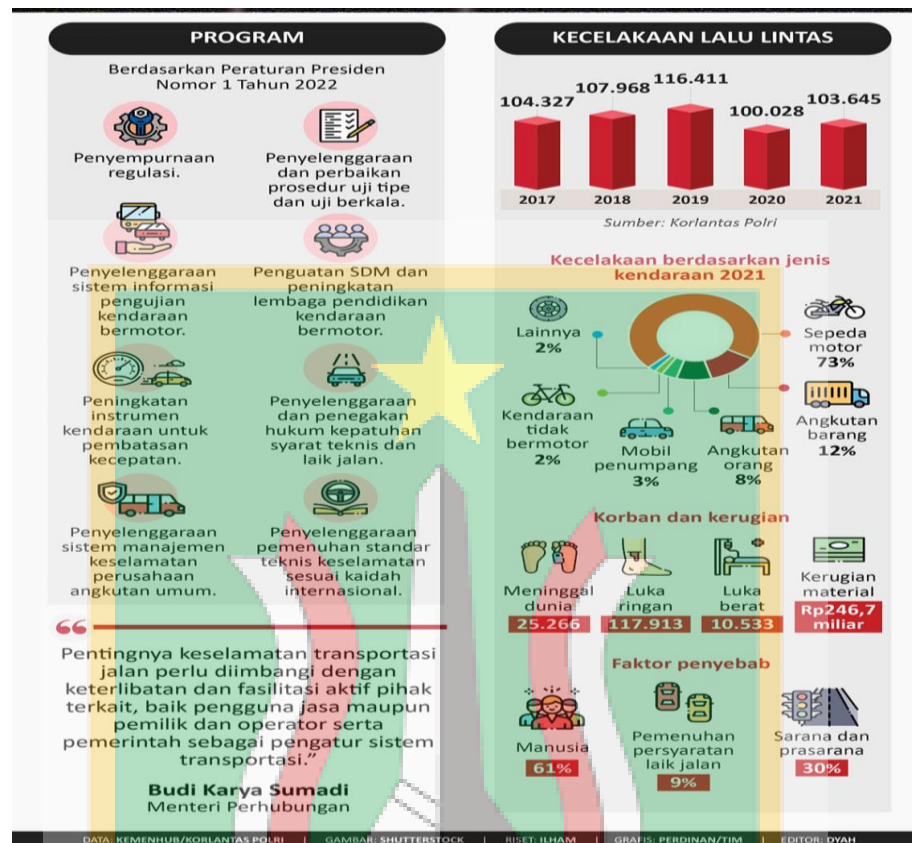 PROGRAM
Berdasarkan Peraturan Presiden
Nomor 1 Tahun 2022
Penyempurnaan
regulasi.
Penyelenggaraan
dan perbaikan
prosedur uji tipe
dan uji berkala.
Penyelenggaraan
sistem informasi
pengujian
kendaraan
bermotor.
Penguatan SDM dan
peningkatan
lembaga pendidikan
kendaraan
bermotor.
Peningkatan
instrumen
kendaraan untuk
pembatasan
kecepatan.
Penyelenggaraan
dan penegakan
hukum kepatuhan
syarat teknis dan
laik jalan.
Penyelenggaraan
sistem manajemen
keselamatan
perusahaan
angkutan umum.
Penyelenggaraan
pemenuhan standar
teknis keselamatan
sesuai kaidah
internasional.
“
Pentingnya keselamatan transportasi
jalan perlu diimbangi dengan
keterlibatan dan fasilitasi aktif pihak
terkait, baik pengguna jasa maupun
pemilik dan operator serta
pemerintah sebagai pengatur sistem
transportasi.”
Budi Karya Sumadi
Menteri Perhubungan
KECELAKAAN LALU LINTAS
104.327
107.968
116.411
100.028
103.645
2017 2018 2019 2020 2021
Sumber: Korlantas Polri
Kecelakaan berdasarkan jenis
kendaraan 2021
Lainnya
2%
Sepeda
motor
73%
Kendaraan
tidak
bermotor
2%
Mobil
penumpang
3%
Angkutan
orang
8%
Angkutan
barang
12%
Korban dan kerugian
Meninggal
dunia
25.266
Luka
ringan
117.913
Luka
berat
10.533
Kerugian
material
Rp246,7
miliar
Faktor penyebab
Manusia
61%
Pemenuhan
persyaratan
laik jalan
9%
Sarana dan
prasarana
30%
DATA: KEMENHUB/KORLANTAS POLRI | GAMBAR: SHUTTERSTOCK | RISET: ILHAM | GRAFIS: PERDINAN/TIM | EDITOR: DYAH